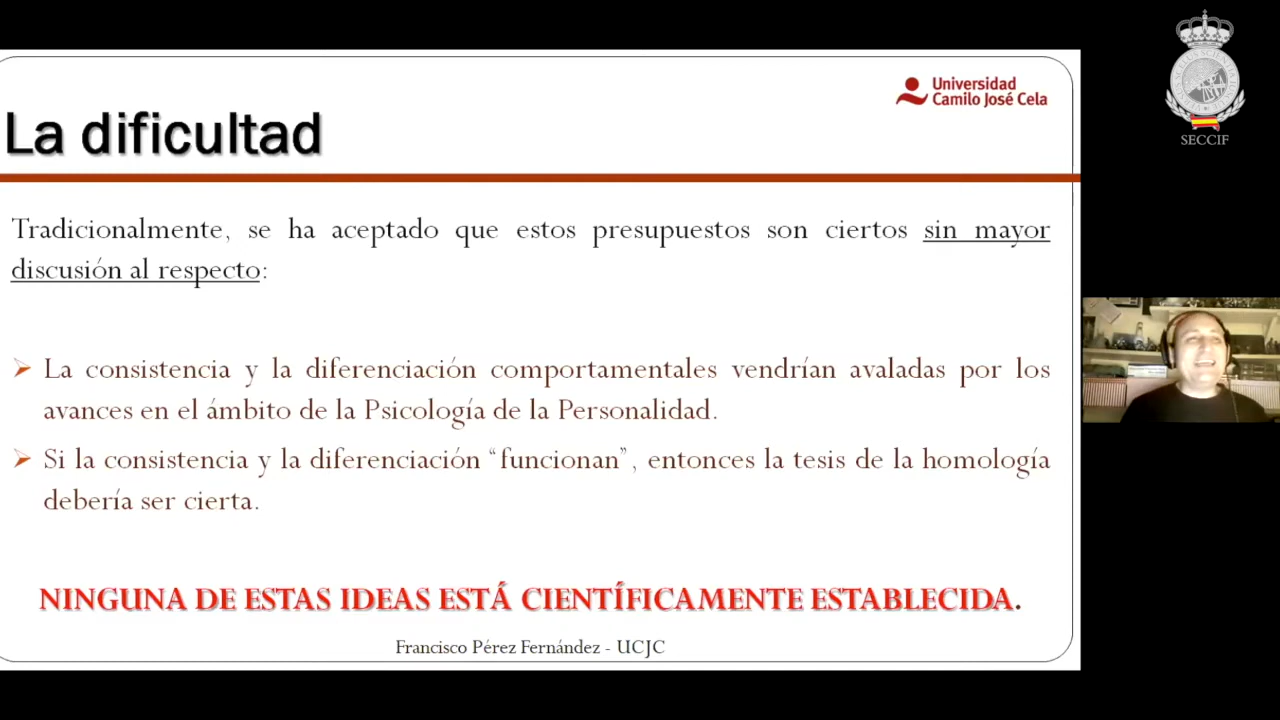 Universidad
Camilo José Cela
SECCIF
La dificultad
Tradicionalmente, se ha aceptado que estos presupuestos son ciertos sin mayor
discusión al respecto:
La consistencia y la diferenciación comportamentales vendrían avaladas por los
avances en el ámbito de la Psicología de la Personalidad.
Si la consistencia y la diferenciación “funcionan”, entonces la tesis de la homología
debería ser cierta.
NINGUNA DE ESTAS IDEAS ESTÁ CIENTÍFICAMENTE ESTABLECIDA.
Francisco Pérez Fernández - UCJC